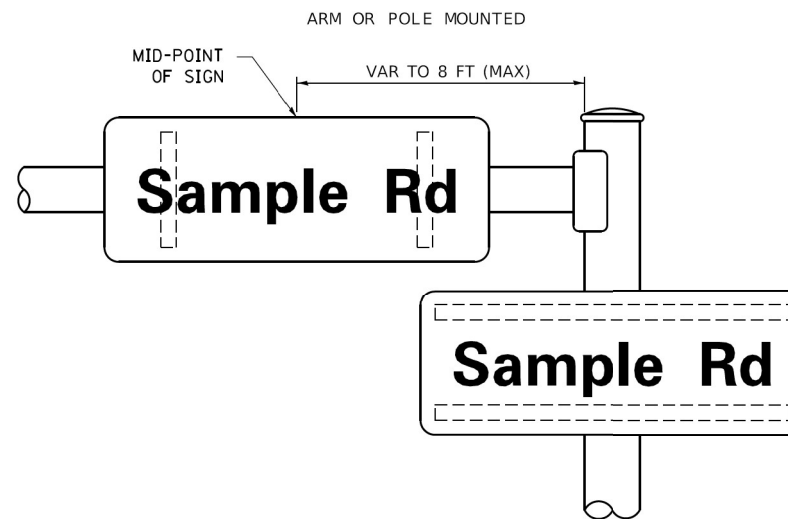 ARM OR POLE MOUNTED
MID-POINT
OF SIGN
VAR TO 8 FT (MAX)
Sample Rd
Sample Rd